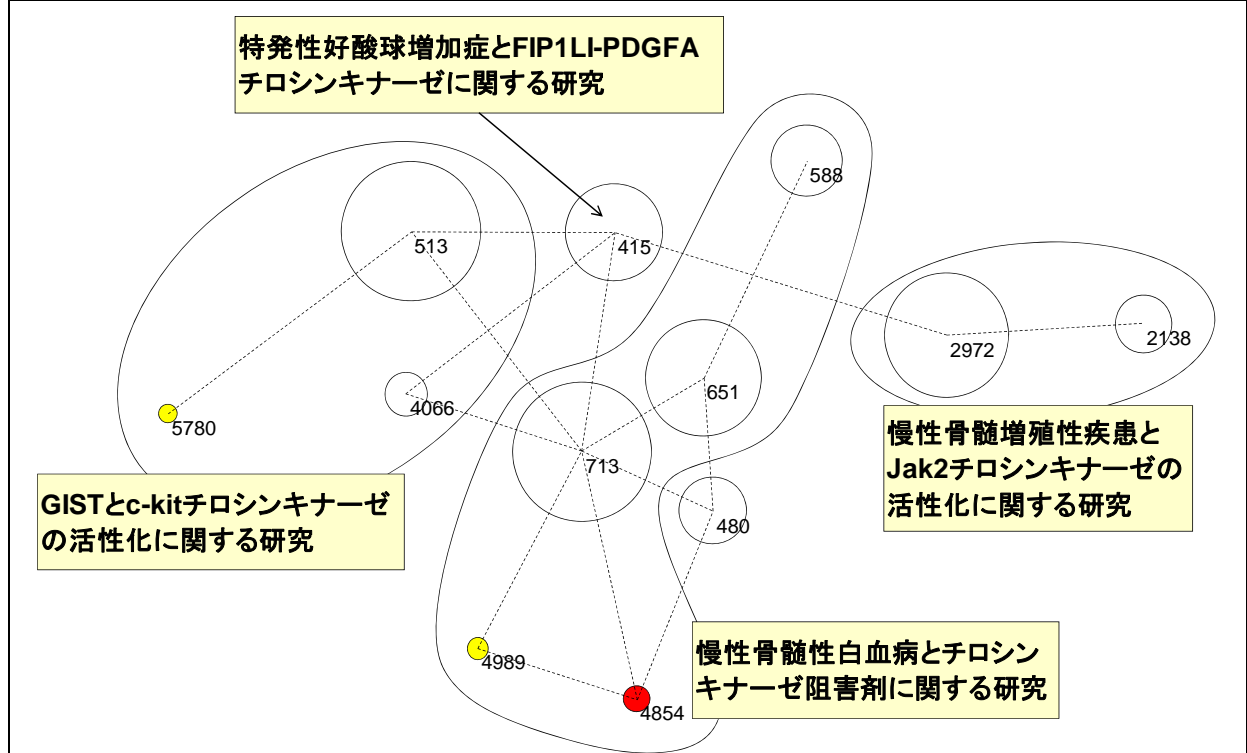 特発性好酸球増加症とFIP1LI-PDGFA
チロシンキナーゼに関する研究
588
513
415
2972
2138
651
4066
5780
713
慢性骨髄増殖性疾患と
Jak2チロシンキナーゼの
活性化に関する研究
GISTとc-kitチロシンキナーゼ
の活性化に関する研究
480
4989
4854
慢性骨髄性白血病とチロシン
キナーゼ阻害剤に関する研究